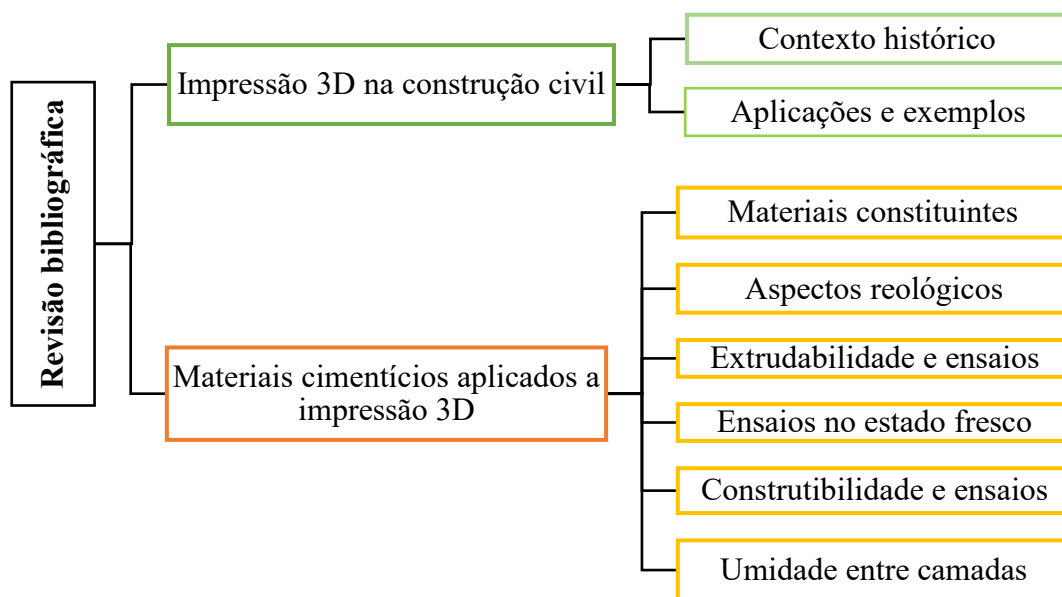 Revisão bibliográfica
Impressão 3D na construção civil
Contexto histórico
Aplicações e exemplos
Materiais cimentícios aplicados a
impressão 3D
Materiais constituintes
Aspectos reológicos
Extrudabilidade e ensaios
Ensaios no estado fresco
Construtibilidade e ensaios
Umidade entre camadas